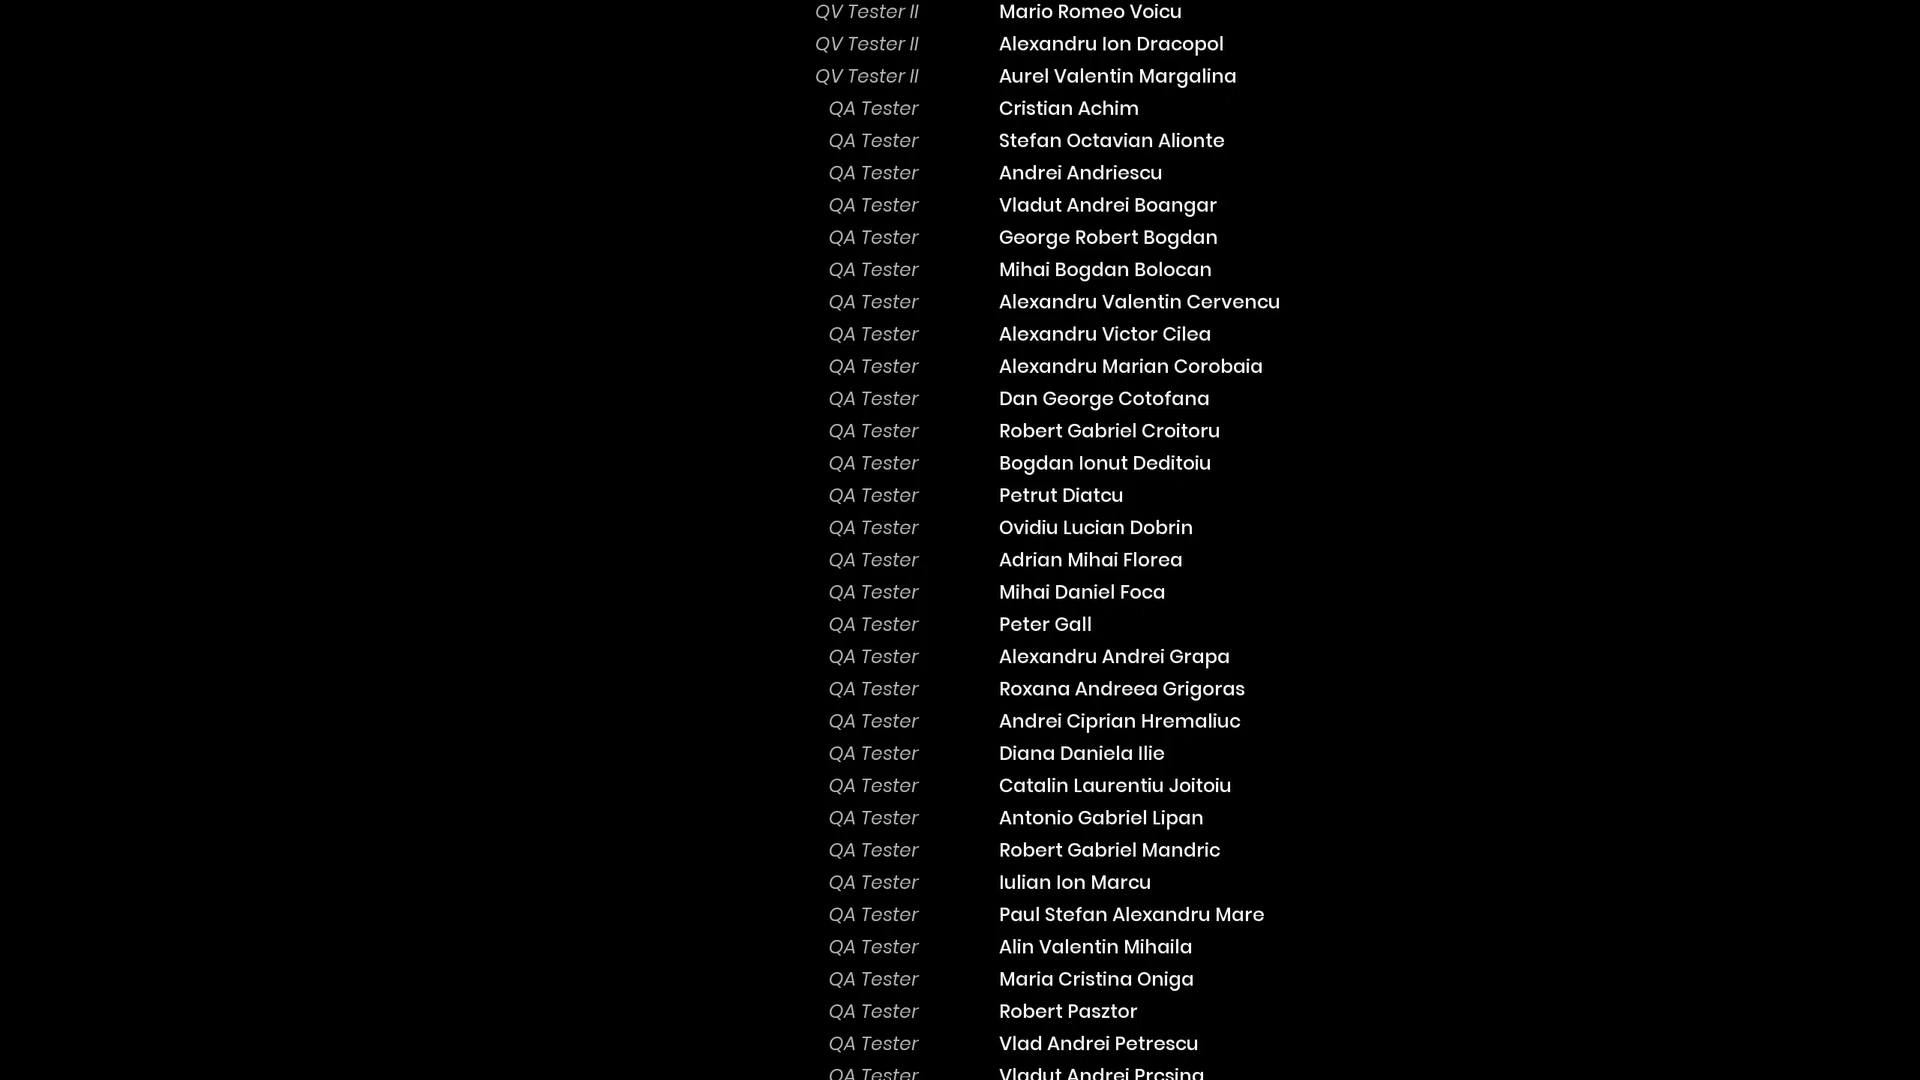 QV Tester II Mario Romeo Voicu
QV Tester II Alexandru Ion Dracopol
QV Tester II Aurel Valentin Margalina
QA Tester Cristian Achim
QA Tester Stefan Octavian Alionte
QA Tester Andrei Andriescu
QA Tester Vladut Andrei Boangar
QA Tester George Robert Bogdan
QA Tester Mihai Bogdan Bolocan
QA Tester Alexandru Valentin Cervencu
QA Tester Alexandru Victor Cilea
QA Tester Alexandru Marian Corobaia
QA Tester Dan George Cotofana
QA Tester Robert Gabriel Croitoru
QA Tester Bogdan Ionut Deditoiu
QA Tester Petrut Diatcu
QA Tester Ovidiu Lucian Dobrin
QA Tester Adrian Mihai Florea
QA Tester Mihai Daniel Foca
QA Tester Peter Gall
QA Tester Alexandru Andrei Grapa
QA Tester Roxana Andreea Grigoras
QA Tester Andrei Ciprian Hremaliuc
QA Tester Diana Daniela Ilie
QA Tester Catalin Laurentiu Joitoiu
QA Tester Antonio Gabriel Lipan
QA Tester Robert Gabriel Mandric
QA Tester Iulian Ion Marcu
QA Tester Paul Stefan Alexandru Mare
QA Tester Alin Valentin Mihaila
QA Tester Maria Cristina Oniga
QA Tester Robert Pasztor
QA Tester Vlad Andrei Petrescu
QA Tester Vladut Andrei